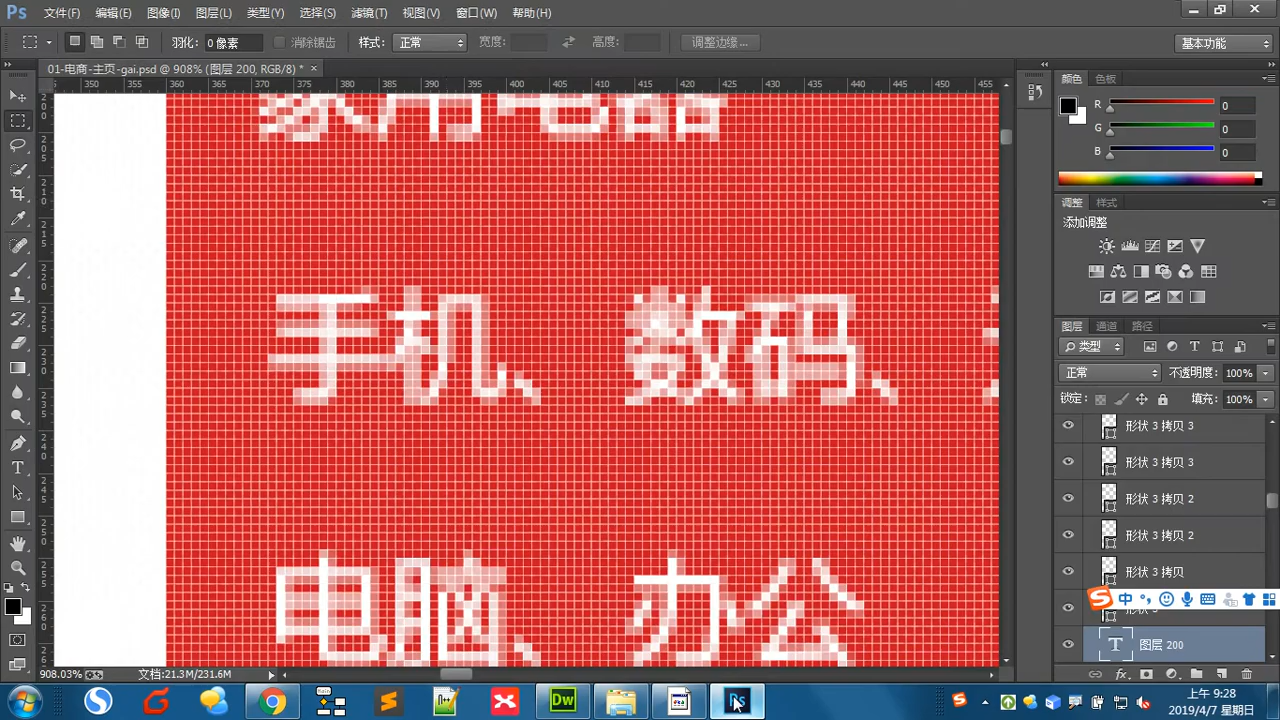 Ps 文件(F) 编辑(E) 图像(I) 图层(L) 类型(Y) 选择(S) 滤镜(T) 视图(V) 窗口(W) 帮助(H)
羽化: 0 像素 消除锯齿 样式: 正常 宽度: 高度: 调整边缘... 基本功能
01-电商-主页-gai.psd @ 908% (图层 200, RGB/8) *
350 355 360 365 370 375 380 385 390 395 400 405 410 415 420 425 430 435 440 445 450 455
颜色 色板
R 0
G 0
B 0
调整 样式
添加调整
手机、 数码、
电脑、 办公
图层 通道 路径
类型
正常 不透明度: 100%
锁定: 填充: 100%
形状 3 拷贝 3
形状 3 拷贝 3
形状 3 拷贝 2
形状 3 拷贝 2
形状 3 拷贝
中
图层 200
908.03% 文档:21.3M/231.6M
Main Dw Ps
午 9:28
2019/4/7 星期日